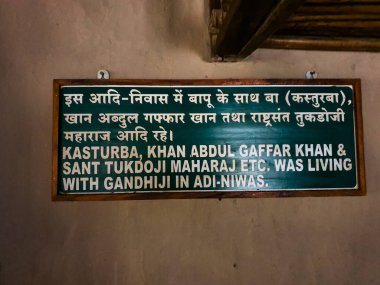 इस आदि-निवास में बापू के साथ बा (कस्तुरबा),
खान अब्दुल गफ्फार खान तथा राष्ट्रसंत तुकडोजी
महाराज आदि रहे।
KASTURBA, KHAN ABDUL GAFFAR KHAN &
SANT TUKDOJI MAHARAJ ETC. WAS LIVING
WITH GANDHIJI IN ADI-NIWAS.